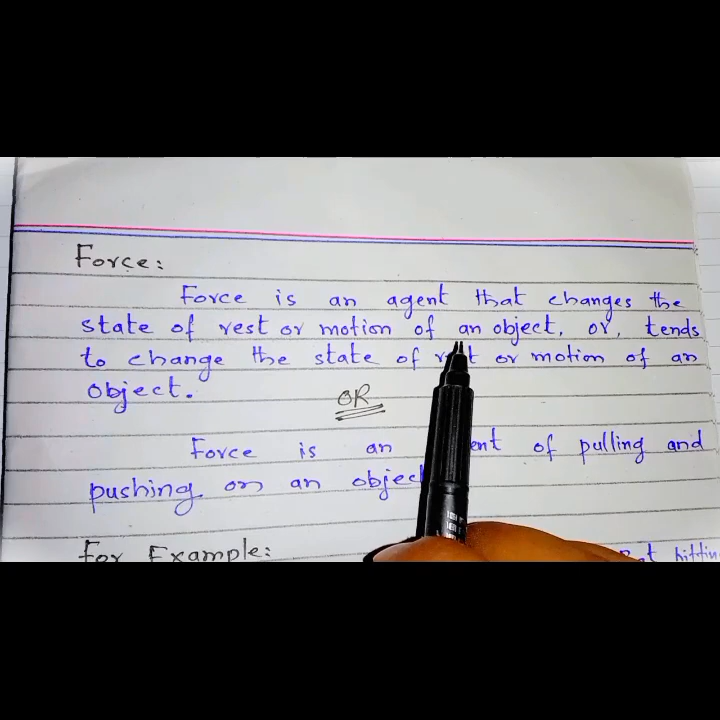 Force:
Force is an agent that changes the
state of rest or motion of an object, or, tends
to change the state of or motion of an
object.
OR
Force is an of pulling and
pushing on an
For Example: hitting